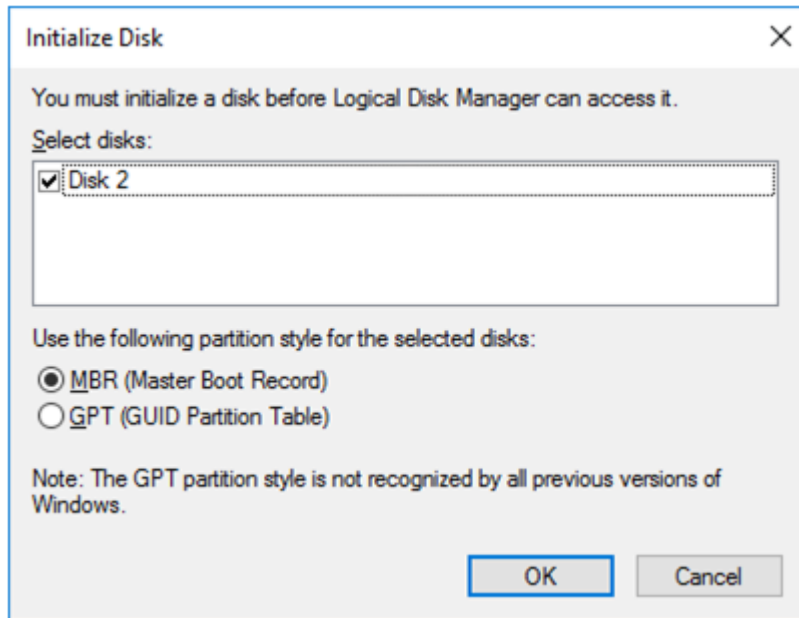 Initialize Disk
You must initialize a disk before Logical Disk Manager can access it.
Select disks:
Disk 2
Use the following partition style for the selected disks:
MBR (Master Boot Record)
GPT (GUID Partition Table)
Note: The GPT partition style is not recognized by all previous versions of
Windows.
OK
Cancel